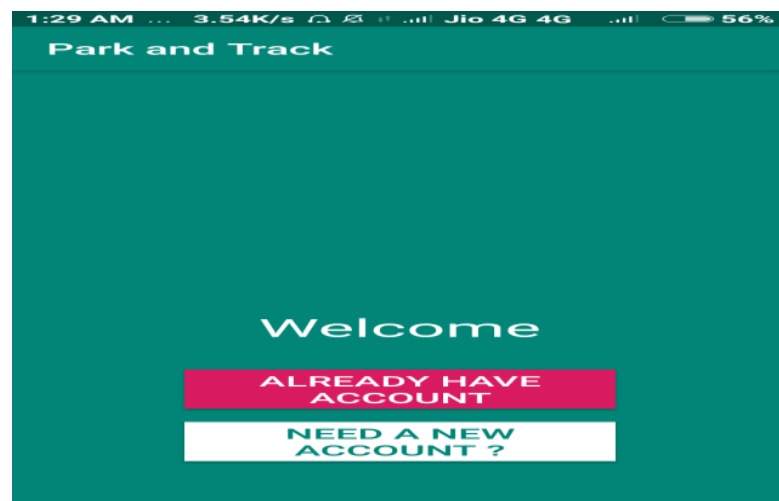 1:29 AM ... 3.54K/s Jio 4G 4G 56%
Park and Track
Welcome
ALREADY HAVE
ACCOUNT
NEED A NEW
ACCOUNT ?